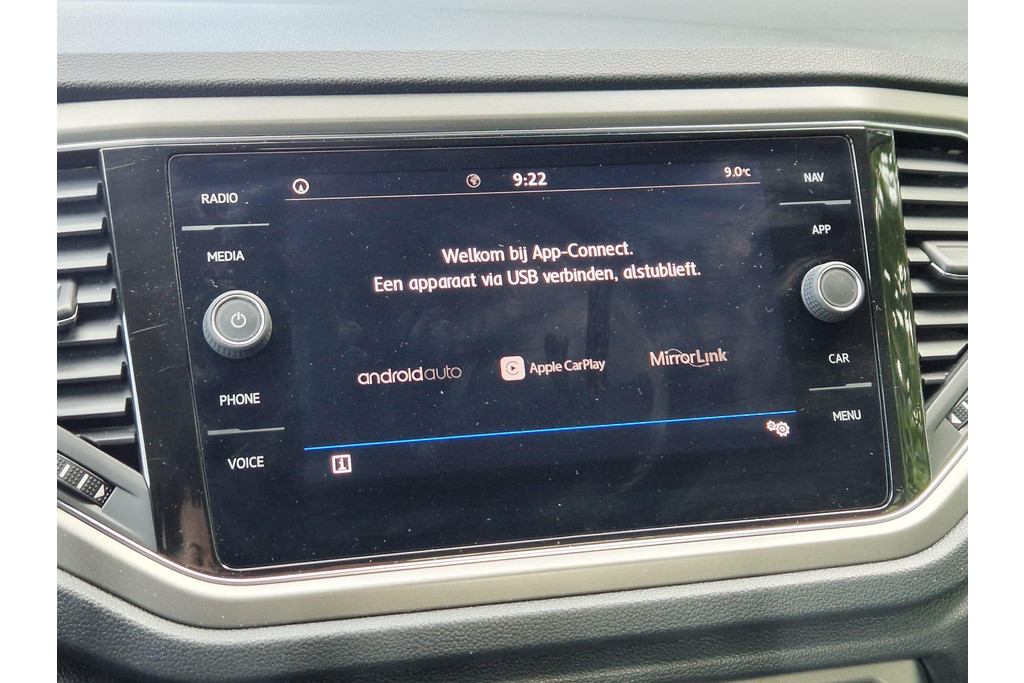 RADIO
MEDIA
PHONE
VOICE
9:22
9.0°C
Welkom bij App-Connect.
Een apparaat via USB verbinden, alstublieft.
androidauto
Apple CarPlay
MirrorLink
i
NAV
APP
CAR
MENU